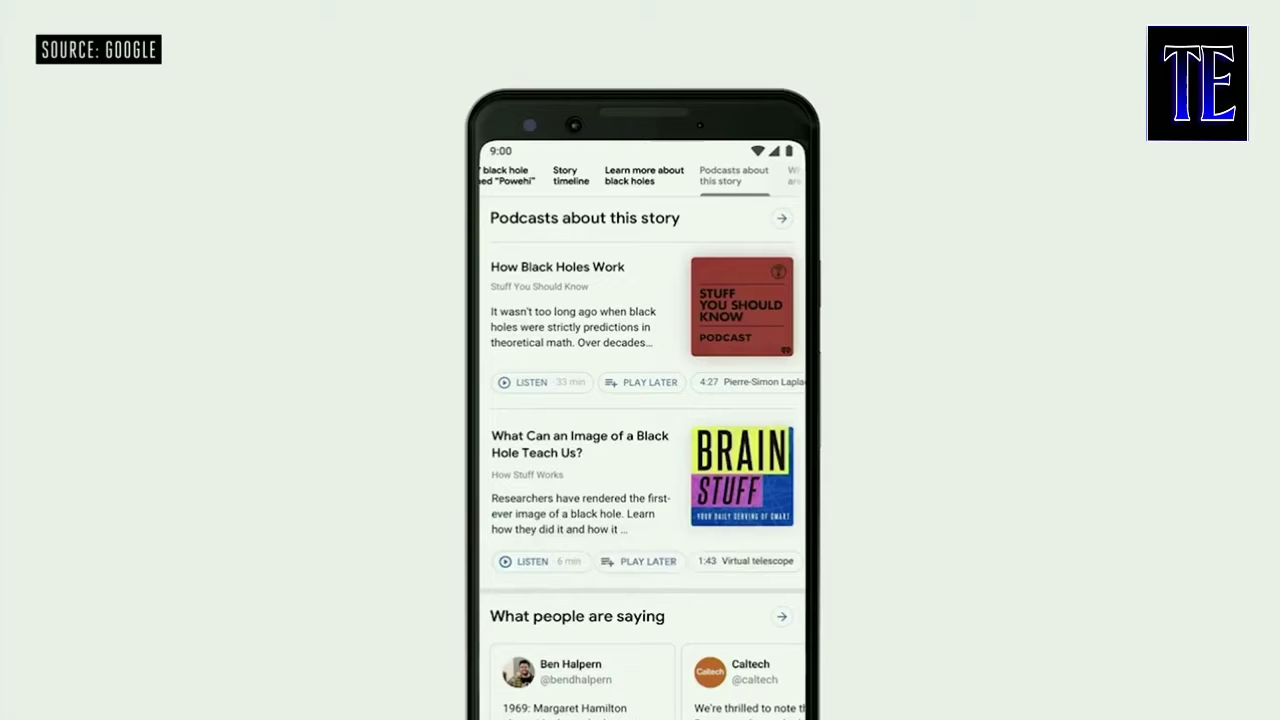 SOURCE: GOOGLE
TE
9:00
black hole
"Powehi"
Story
timeline
Learn more about
black holes
Podcasts about
this story
Podcasts about this story
How Black Holes Work
Stuff You Should Know
It wasn't too long ago when black
holes were strictly predictions in
theoretical math. Over decades...
STUFF
YOU SHOULD
KNOW
PODCAST
LISTEN 33 min
PLAY LATER
4:27 Pierre-Simon Lapla
What Can an Image of a Black
Hole Teach Us?
How Stuff Works
Researchers have rendered the first-
ever image of a black hole. Learn
how they did it and how it ...
BRAIN
STUFF
YOUR DAILY SERVING OF SMART
LISTEN 6 min
PLAY LATER
1:43 Virtual telescope
What people are saying
Ben Halpern
@bendhalpern
1969: Margaret Hamilton
Caltech
Caltech
@caltech
We're thrilled to note t